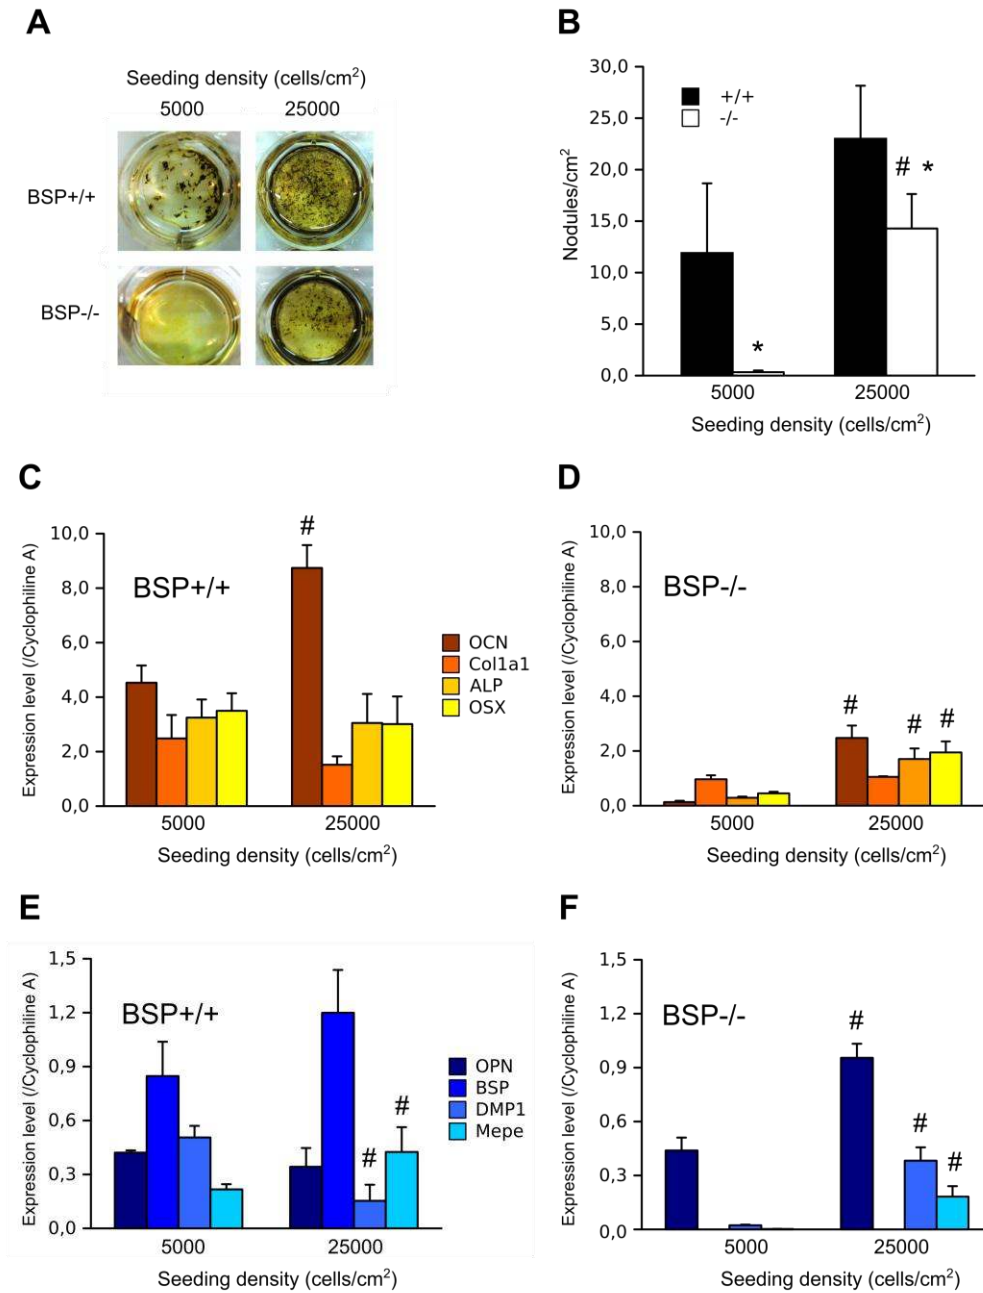 A
Seeding density (cells/cm2)
5000 25000
BSP+/+
BSP-/-
B
30,0
25,0
20,0
15,0
10,0
5,0
0,0
Nodules/cm2
+/+
-/-
*
# *
5000 25000
Seeding density (cells/cm2)
C
10,0
8,0
6,0
4,0
2,0
0,0
Expression level (/Cyclophiline A)
BSP+/+
#
OCN
Col1a1
ALP
OSX
5000 25000
Seeding density (cells/cm2)
D
10,0
8,0
6,0
4,0
2,0
0,0
Expression level (/Cyclophiline A)
BSP-/-
# # #
5000 25000
Seeding density (cells/cm2)
E
1,5
1,2
0,9
0,6
0,3
0,0
Expression level (/Cyclophiline A)
BSP+/+
# #
OPN
BSP
DMP1
Mepe
5000 25000
Seeding density (cells/cm2)
F
1,5
1,2
0,9
0,6
0,3
0,0
Expression level (/Cyclophiline A)
BSP-/-
# # #
5000 25000
Seeding density (cells/cm2)